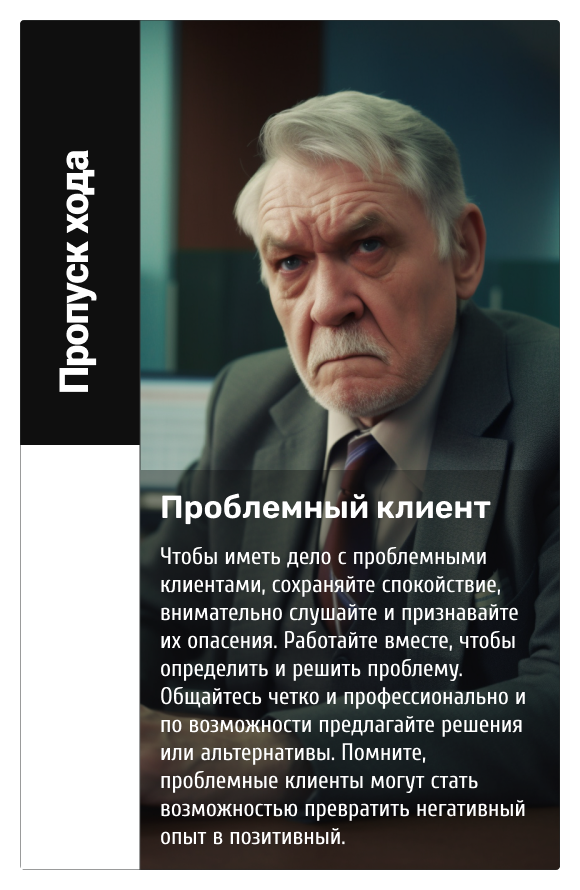 Пропуск хода
Проблемный клиент
Чтобы иметь дело с проблемными
клиентами, сохраняйте спокойствие,
внимательно слушайте и признавайте
их опасения. Работайте вместе, чтобы
определить и решить проблему.
Общайтесь четко и профессионально и
по возможности предлагайте решения
или альтернативы. Помните,
проблемные клиенты могут стать
возможностью превратить негативный
опыт в позитивный.